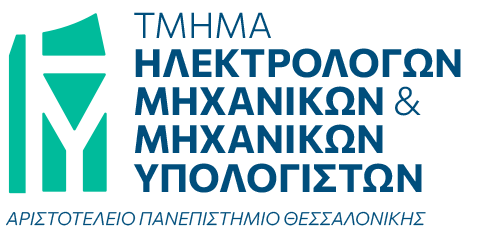 ΤΜΗΜΑ
ΗΛΕΚΤΡΟΛΟΓΩΝ
ΜΗΧΑΝΙΚΩΝ &
ΜΗΧΑΝΙΚΩΝ
ΥΠΟΛΟΓΙΣΤΩΝ
ΑΡΙΣΤΟΤΕΛΕΙΟ ΠΑΝΕΠΙΣΤΗΜΙΟ ΘΕΣΣΑΛΟΝΙΚΗΣ